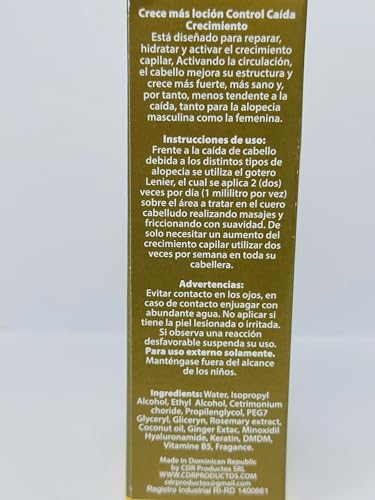 Crece más loción Control Caída
Crecimiento
Está diseñado para reparar,
hidratar y activar el crecimiento
capilar, Activando la circulación,
el cabello mejora su estructura y
crece más fuerte, más sano y,
por tanto, menos tendente a la
caída, tanto para la alopecia
masculina como la femenina.
Instrucciones de uso:
Frente a la caída de cabello
debida a los distintos tipos de
alopecia se utiliza el gotero
Lenier, el cual se aplica 2 (dos)
veces por día (1 mililitro por vez)
sobre el área a tratar en el cuero
cabelludo realizando masajes y
friccionando con suavidad. De
solo necesitar un aumento del
crecimiento capilar utilizar dos
veces por semana en toda su
cabellera.
Advertencias:
Evitar contacto en los ojos, en
caso de contacto enjuagar con
abundante agua. No aplicar si
tiene la piel lesionada o irritada.
Si observa una reacción
desfavorable suspenda su uso.
Para uso externo solamente.
Manténgase fuera del alcance
de los niños.
Ingredients: Water, Isopropyl
Alcohol, Ethyl Alcohol, Cetrimonium
choride, Propilenglycol, PEG7
Glyceryl, Gliceryn, Rosemary extract,
Coconut oil, Ginger Extac, Minoxidil
Hyaluronamide, Keratin, DMDM,
Vitamine B5, Fragance.
Made in Dominican Republic
by CDR Productos SRL
WWW.CDRPRODUCTOS.COM
cdrproductos@gmail.com
Registro Industrial RI-RD 1400661